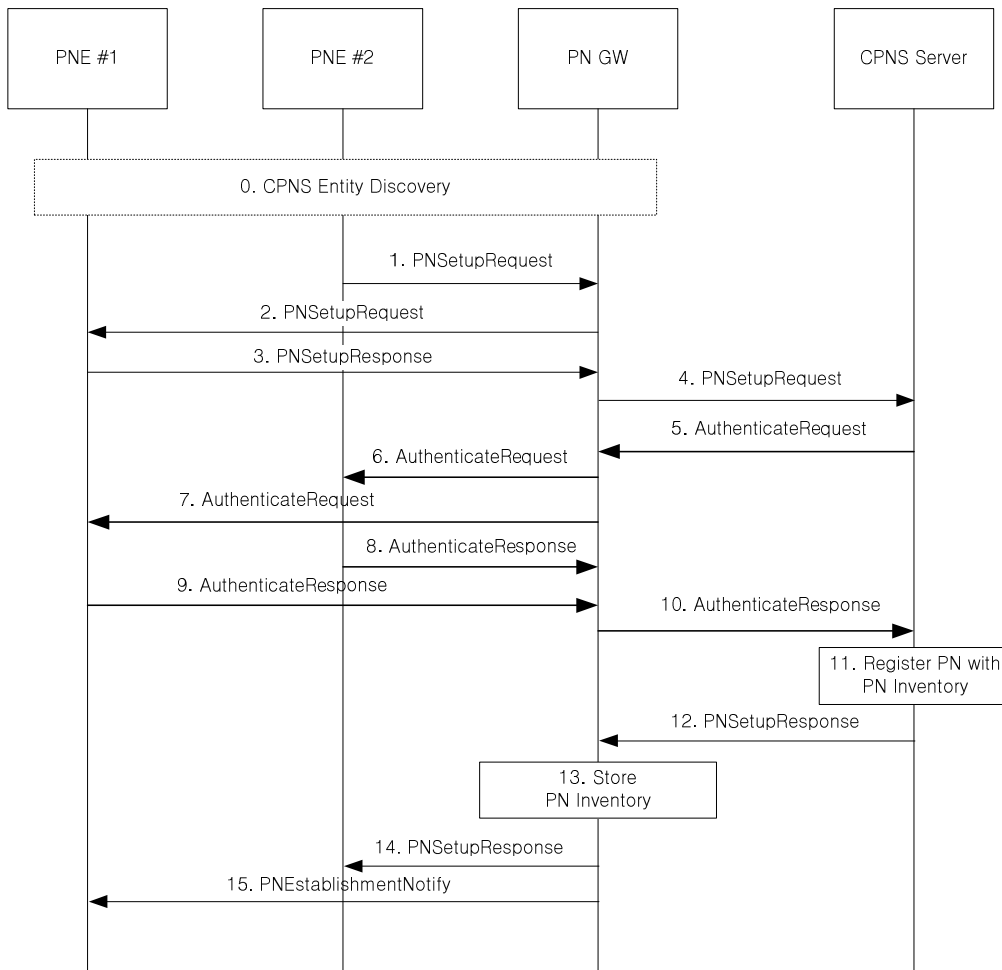 PNE #1
PNE #2
PN GW
CPNS Server
0. CPNS Entity Discovery
1. PNSetupRequest
2. PNSetupRequest
3. PNSetupResponse
4. PNSetupRequest
5. AuthenticateRequest
6. AuthenticateRequest
7. AuthenticateRequest
8. AuthenticateResponse
9. AuthenticateResponse
10. AuthenticateResponse
11. Register PN with
PN Inventory
12. PNSetupResponse
13. Store
PN Inventory
14. PNSetupResponse
15. PNEstablishmentNotify